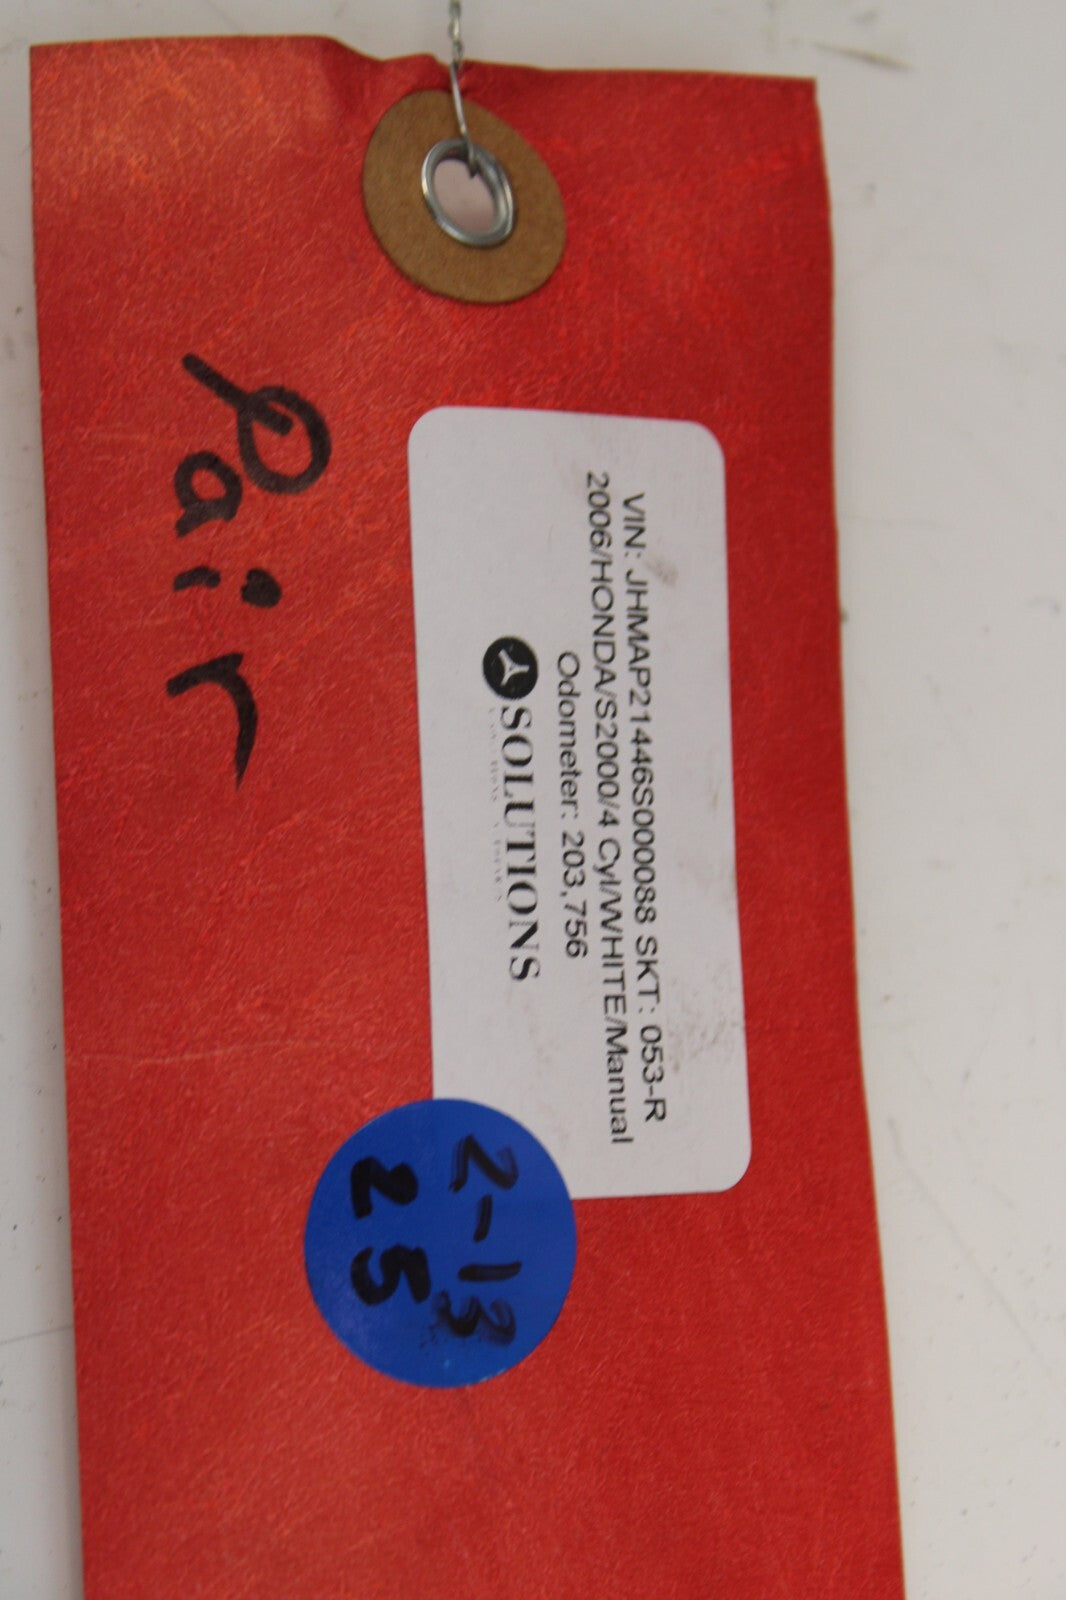 VIN: JHMAP21446S000088 SKT: 053-R
2006/HONDA/S2000/4 Cyl/WHITE/Manual
Odometer: 203,756
SOLUTIONS
2-13
25
Pair